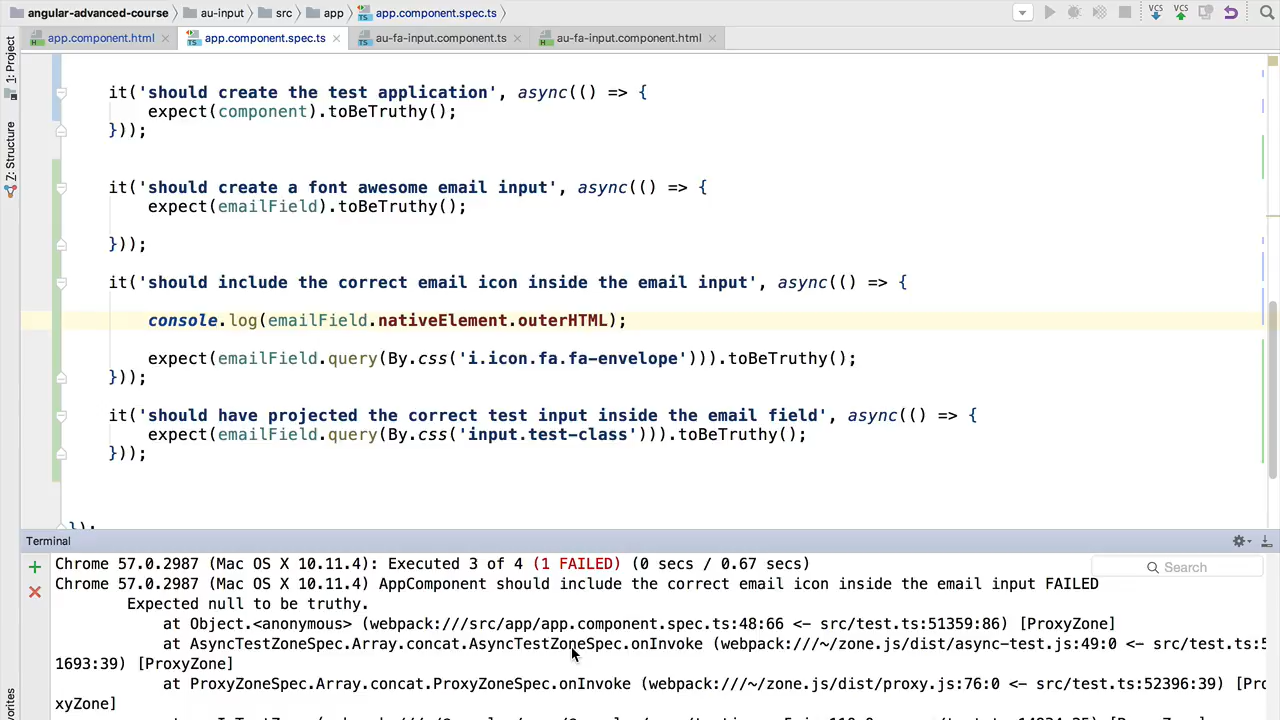 angular-advanced-course au-input src app app.component.spec.ts VCS VCS
app.component.html app.component.spec.ts au-fa-input.component.ts au-fa-input.component.html
1: Project
Z: Structure
it('should create the test application', async(() => {
expect(component).toBeTruthy();
}));
it('should create a font awesome email input', async(() => {
expect(emailField).toBeTruthy();
}));
it('should include the correct email icon inside the email input', async(() => {
console.log(emailField.nativeElement.outerHTML);
expect(emailField.query(By.css('i.icon.fa.fa-envelope'))).toBeTruthy();
}));
it('should have projected the correct test input inside the email field', async(() => {
expect(emailField.query(By.css('input.test-class'))).toBeTruthy();
}));
});
Terminal
Search
Chrome 57.0.2987 (Mac OS X 10.11.4): Executed 3 of 4 (1 FAILED) (0 secs / 0.67 secs)
Chrome 57.0.2987 (Mac OS X 10.11.4) AppComponent should include the correct email icon inside the email input FAILED
Expected null to be truthy.
at Object.<anonymous> (webpack:///src/app/app.component.spec.ts:48:66 <- src/test.ts:51359:86) [ProxyZone]
at AsyncTestZoneSpec.Array.concat.AsyncTestZoneSpec.onInvoke (webpack:///~/zone.js/dist/async-test.js:49:0 <- src/test.ts:5
1693:39) [ProxyZone]
at ProxyZoneSpec.Array.concat.ProxyZoneSpec.onInvoke (webpack:///~/zone.js/dist/proxy.js:76:0 <- src/test.ts:52396:39) [Pro
xyZone]